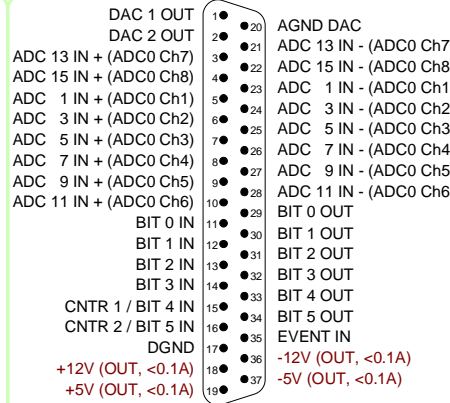 DAC 1 OUT 1
DAC 2 OUT 2
ADC 13 IN + (ADC0 Ch7) 3
ADC 15 IN + (ADC0 Ch8) 4
ADC 1 IN + (ADC0 Ch1) 5
ADC 3 IN + (ADC0 Ch2) 6
ADC 5 IN + (ADC0 Ch3) 7
ADC 7 IN + (ADC0 Ch4) 8
ADC 9 IN + (ADC0 Ch5) 9
ADC 11 IN + (ADC0 Ch6) 10
BIT 0 IN 11
BIT 1 IN 12
BIT 2 IN 13
BIT 3 IN 14
CNTR 1 / BIT 4 IN 15
CNTR 2 / BIT 5 IN 16
DGND 17
+12V (OUT, <0.1A) 18
+5V (OUT, <0.1A) 19
20 AGND DAC
21 ADC 13 IN - (ADC0 Ch7
22 ADC 15 IN - (ADC0 Ch8
23 ADC 1 IN - (ADC0 Ch1
24 ADC 3 IN - (ADC0 Ch2
25 ADC 5 IN - (ADC0 Ch3
26 ADC 7 IN - (ADC0 Ch4
27 ADC 9 IN - (ADC0 Ch5
28 ADC 11 IN - (ADC0 Ch6
29 BIT 0 OUT
30 BIT 1 OUT
31 BIT 2 OUT
32 BIT 3 OUT
33 BIT 4 OUT
34 BIT 5 OUT
35 EVENT IN
36 -12V (OUT, <0.1A)
37 -5V (OUT, <0.1A)